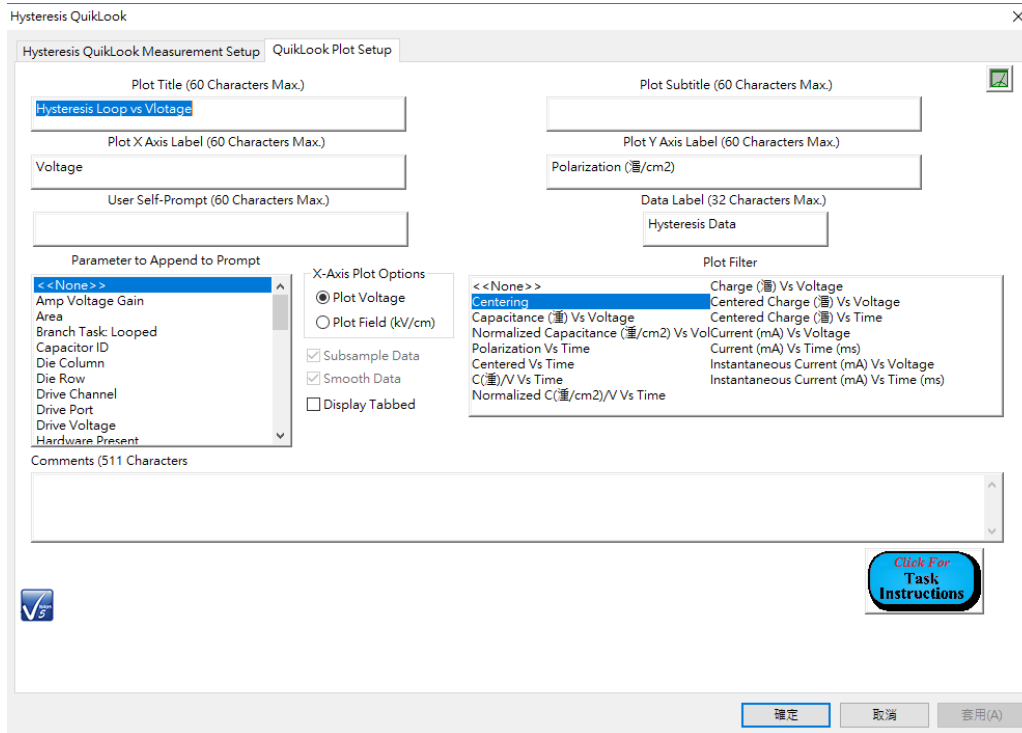 Hysteresis QuikLook
Hysteresis QuikLook Measurement Setup
QuikLook Plot Setup
Plot Title (60 Characters Max.)
Hysteresis Loop vs Vlotage
Plot Subtitle (60 Characters Max.)
Plot X Axis Label (60 Characters Max.)
Voltage
Plot Y Axis Label (60 Characters Max.)
Polarization (濡/cm2)
User Self-Prompt (60 Characters Max.)
Data Label (32 Characters Max.)
Hysteresis Data
Parameter to Append to Prompt
<<None>>
Amp Voltage Gain
Area
Branch Task: Looped
Capacitor ID
Die Column
Die Row
Drive Channel
Drive Port
Drive Voltage
Hardware Present
X-Axis Plot Options
Plot Voltage
Plot Field (kV/cm)
Subsample Data
Smooth Data
Display Tabbed
Plot Filter
<<None>>
Centering
Capacitance (湩) Vs Voltage
Normalized Capacitance (湩/cm2) Vs Vol
Polarization Vs Time
Centered Vs Time
C(湩)/V Vs Time
Normalized C(湩/cm2)/V Vs Time
Charge (濡) Vs Voltage
Centered Charge (濡) Vs Voltage
Centered Charge (濡) Vs Time
Current (mA) Vs Voltage
Current (mA) Vs Time (ms)
Instantaneous Current (mA) Vs Voltage
Instantaneous Current (mA) Vs Time (ms)
Comments (511 Characters
Click For
Task
Instructions
確定
取消
套用(A)